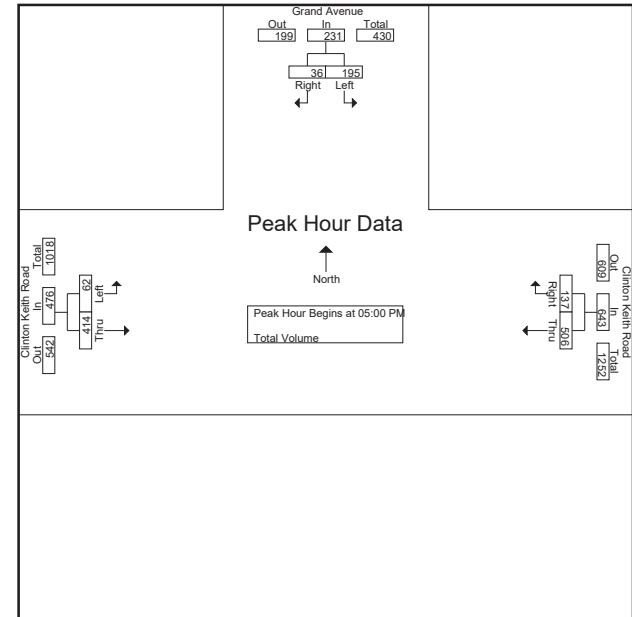 Grand Avenue
Out In Total
199 231 430
36 195
Right Left
Peak Hour Data
North
Peak Hour Begins at 05:00 PM
Total Volume
Clinton Keith Road
Total In Out
1018 476 542
62 414
Left Thru
Clinton Keith Road
Out In Total
609 643 1252
137 506
Right Thru